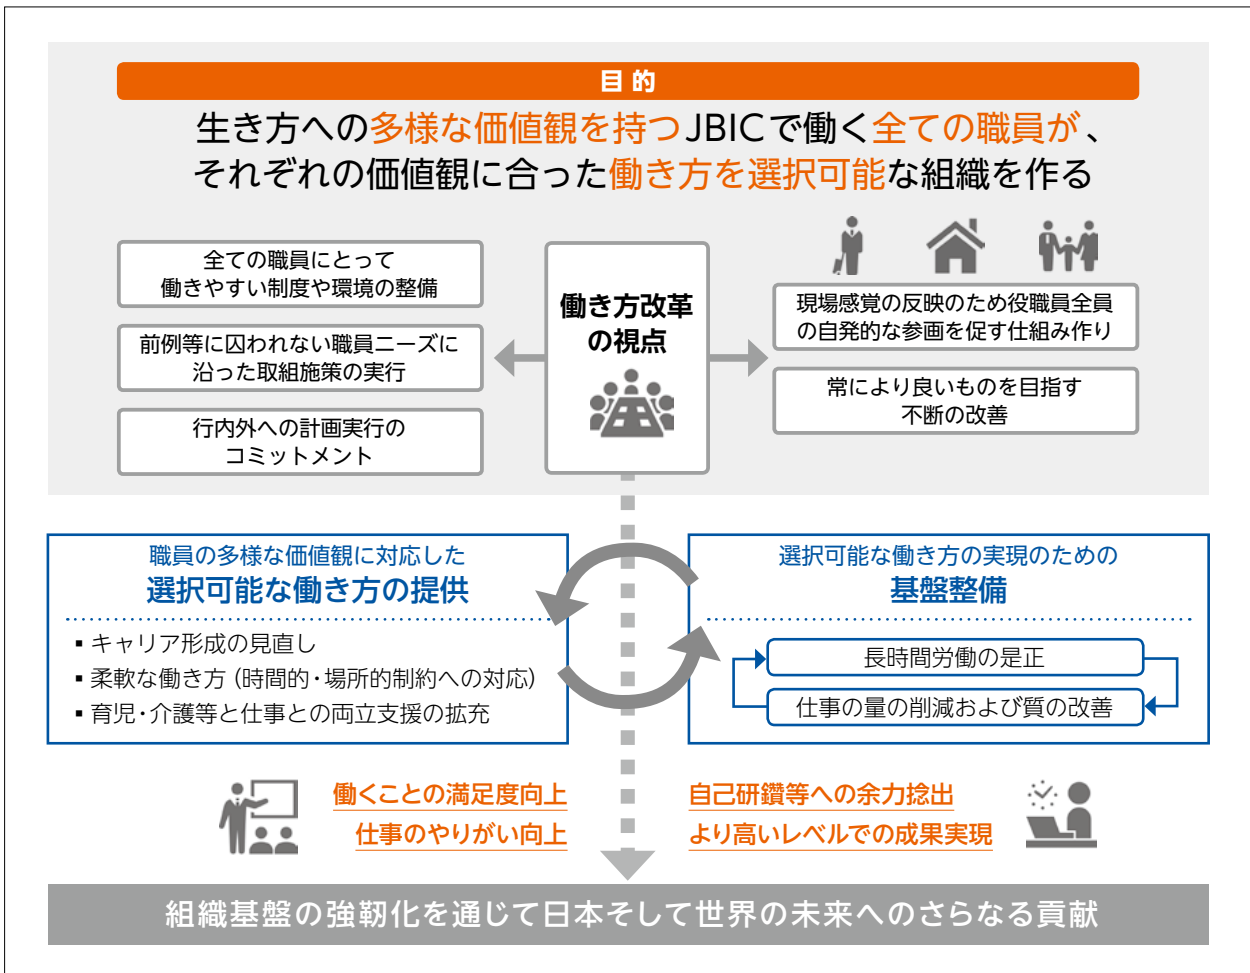 目的
生き方への多様な価値観を持つJBICで働く全ての職員が、
それぞれの価値観に合った働き方を選択可能な組織を作る
全ての職員にとって
働きやすい制度や環境の整備
前例等に囚われない職員ニーズに
沿った取組施策の実行
行内外への計画実行の
コミットメント
働き方改革
の視点
現場感覚の反映のため役職員全員
の自発的な参画を促す仕組み作り
常により良いものを目指す
不断の改善
職員の多様な価値観に対応した
選択可能な働き方の提供
▪ キャリア形成の見直し
▪ 柔軟な働き方（時間的・場所的制約への対応）
▪ 育児・介護等と仕事との両立支援の拡充
選択可能な働き方の実現のための
基盤整備
長時間労働の是正
仕事の量の削減および質の改善
働くことの満足度向上
仕事のやりがい向上
自己研鑽等への余力捻出
より高いレベルでの成果実現
組織基盤の強靭化を通じて日本そして世界の未来へのさらなる貢献